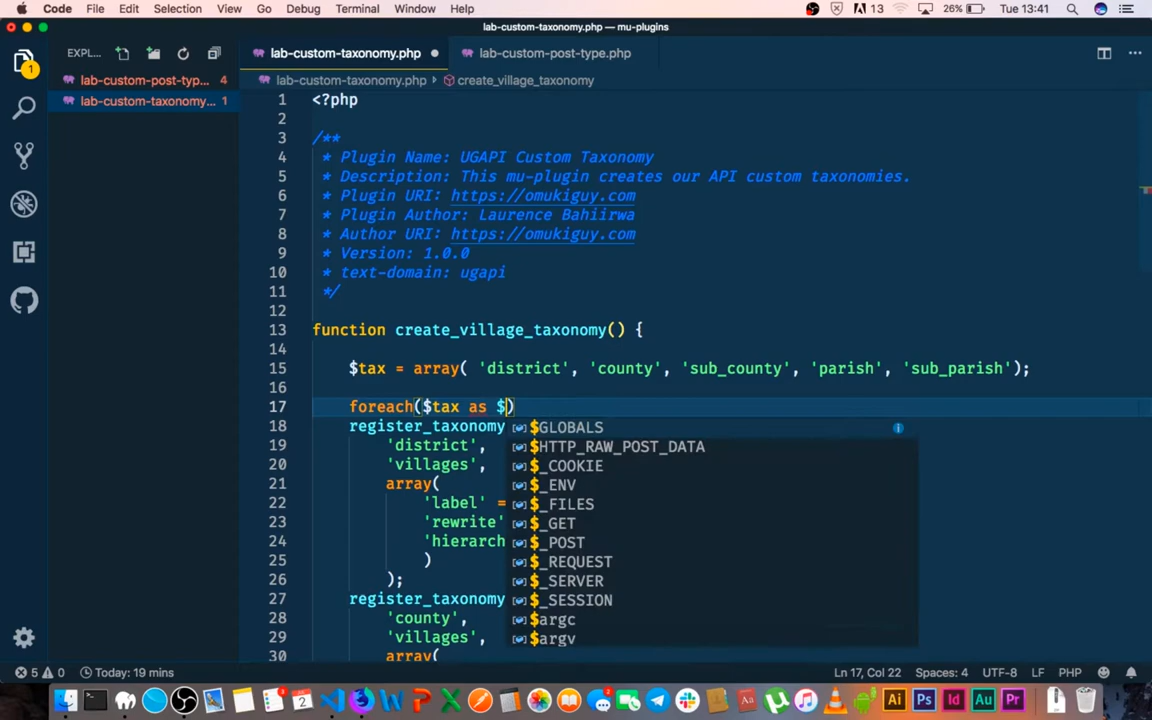 Code File Edit Selection View Go Debug Terminal Window Help 13 26% Tue 13:41
lab-custom-taxonomy.php — mu-plugins
EXPL... lab-custom-taxonomy.php lab-custom-post-type.php
1
lab-custom-post-typ... 4
lab-custom-taxonomy.php › create_village_taxonomy
lab-custom-taxonomy... 1
1 <?php
2
3 /**
4 * Plugin Name: UGAPI Custom Taxonomy
5 * Description: This mu-plugin creates our API custom taxonomies.
6 * Plugin URI: https://omukiguy.com
7 * Plugin Author: Laurence Bahiirwa
8 * Author URI: https://omukiguy.com
9 * Version: 1.0.0
10 * text-domain: ugapi
11 */
12
13 function create_village_taxonomy() {
14
15 $tax = array( 'district', 'county', 'sub_county', 'parish', 'sub_parish');
16
17 foreach($tax as $)
18 register_taxonomy
19 'district',
20 'villages',
21 array(
22 'label' =
23 'rewrite'
24 'hierarch
25 )
26 );
27 register_taxonomy
28 'county',
29 'villages',
30 array(
$GLOBALS
$HTTP_RAW_POST_DATA
$_COOKIE
$_ENV
$_FILES
$_GET
$_POST
$_REQUEST
$_SERVER
$_SESSION
$argc
$argv
5 0 Today: 19 mins Ln 17, Col 22 Spaces: 4 UTF-8 LF PHP